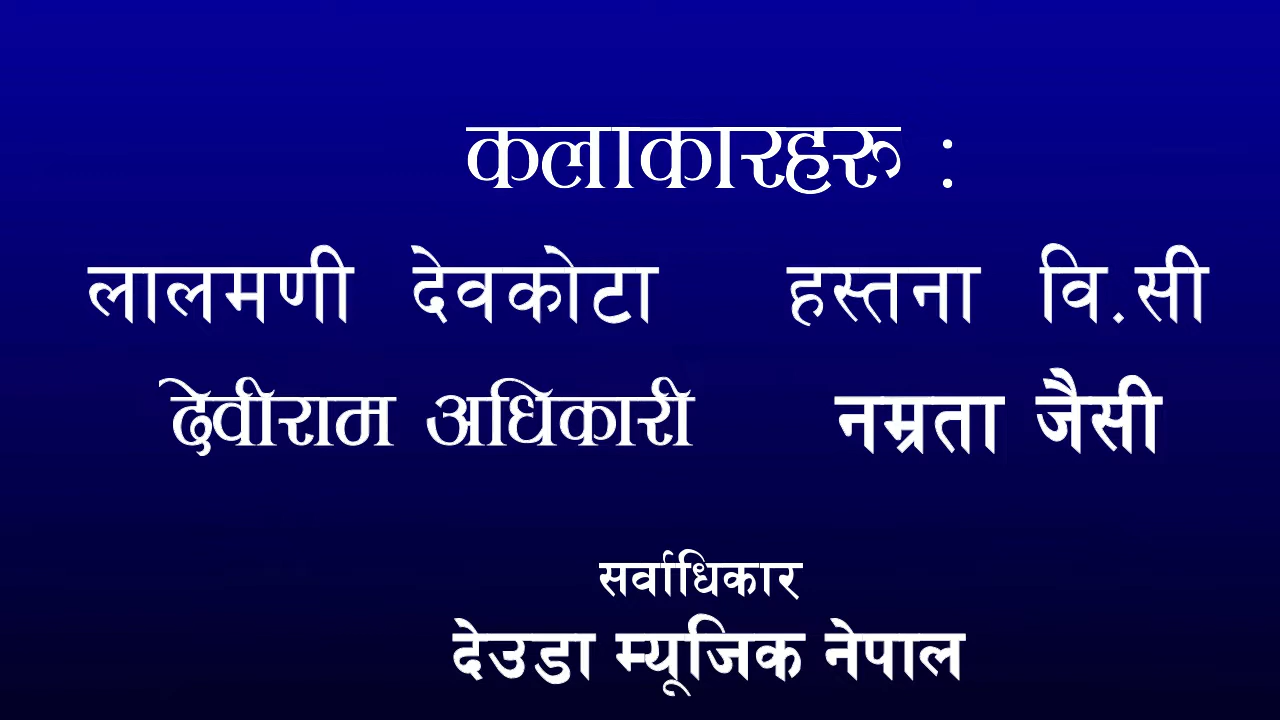 कलाकारहरू :
लालमणी देवकोटा हस्तना वि.सी
देवीराम अधिकारी नम्रता जैसी
सर्वाधिकार
देउडा म्यूजिक नेपाल